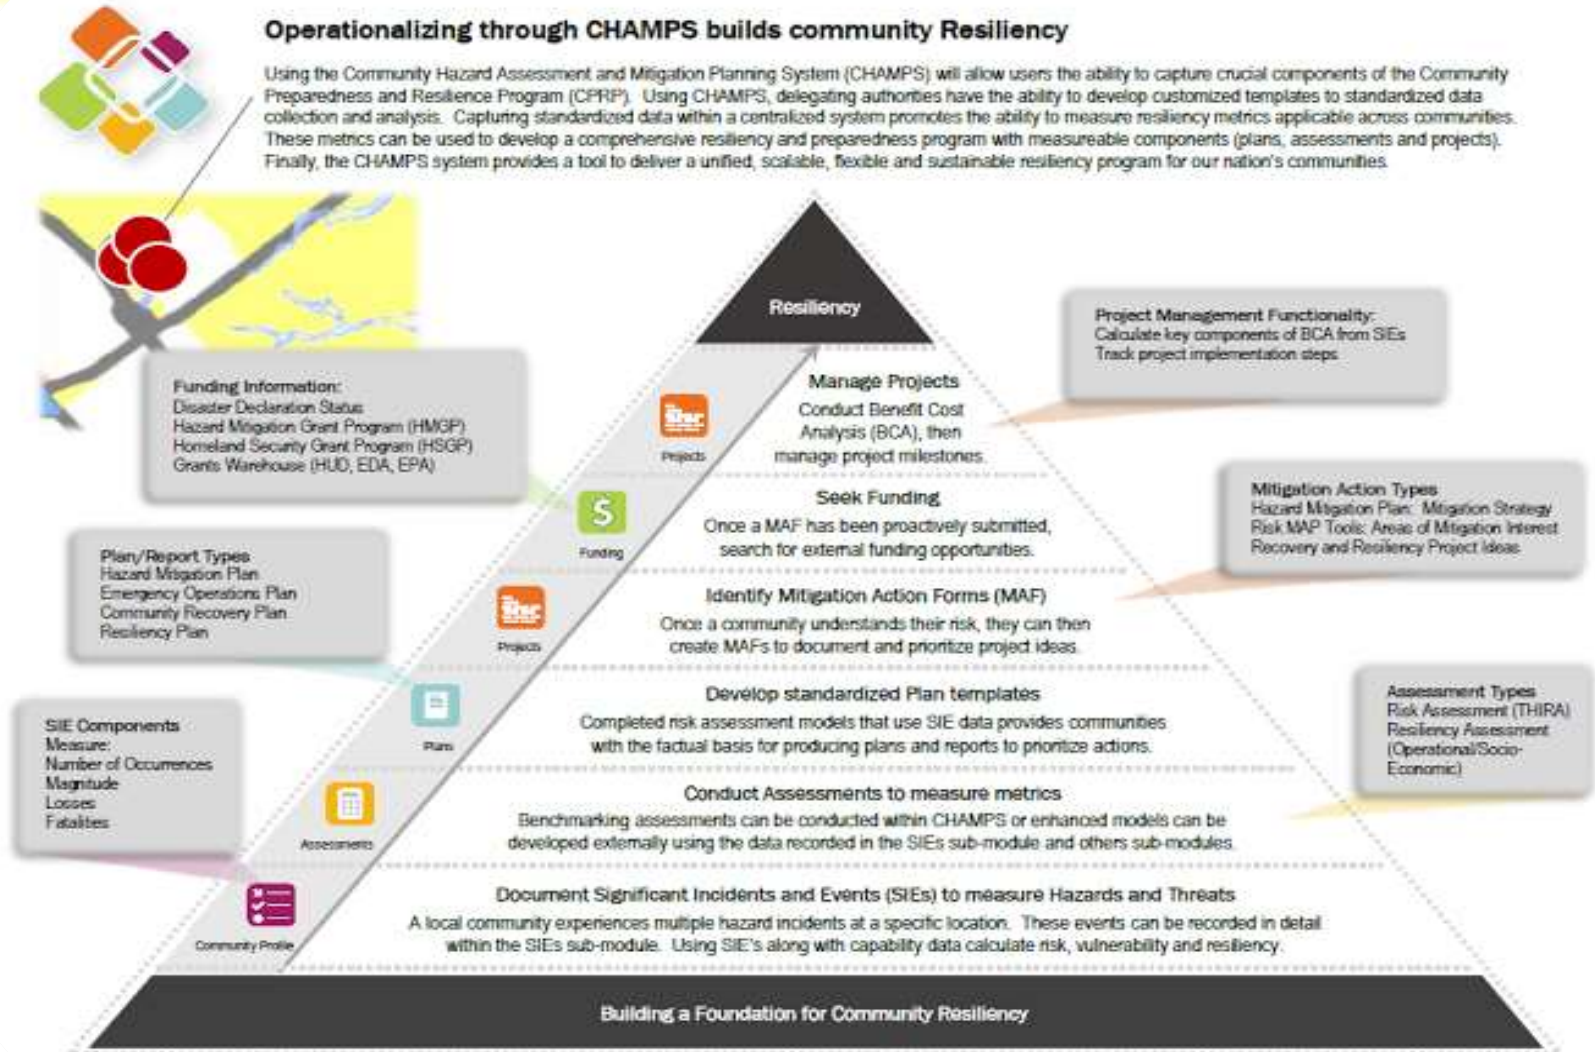 Operationalizing through CHAMPS builds community Resiliency
Using the Community Hazard Assessment and Mitigation Planning System (CHAMPS) will allow users the ability to capture crucial components of the Community
Preparedness and Resilience Program (CPRP). Using CHAMPS, delegating authorities have the ability to develop customized templates to standardized data
collection and analysis. Capturing standardized data within a centralized system promotes the ability to measure resiliency metrics applicable across communities.
These metrics can be used to develop a comprehensive resiliency and preparedness program with measureable components (plans, assessments and projects).
Finally, the CHAMPS system provides a tool to deliver a unified, scalable, flexible and sustainable resiliency program for our nation's communities.
Resiliency
Project Management Functionality:
Calculate key components of BCA from SIEs
Track project implementation steps
Funding Information:
Disaster Declaration Status
Hazard Mitigation Grant Program (HMGP)
Homeland Security Grant Program (HSGP)
Grants Warehouse (HUD, EDA, EPA)
Projects
Manage Projects
Conduct Benefit Cost
Analysis (BCA), then
manage project milestones.
Mitigation Action Types
Hazard Mitigation Plan: Mitigation Strategy
Risk MAP Tools: Areas of Mitigation Interest
Recovery and Resiliency Project Ideas
$
Funding
Seek Funding
Once a MAF has been proactively submitted,
search for external funding opportunities.
Plan/Report Types
Hazard Mitigation Plan
Emergency Operations Plan
Community Recovery Plan
Resiliency Plan
Projects
Identify Mitigation Action Forms (MAF)
Once a community understands their risk, they can then
create MAFs to document and prioritize project ideas.
Plans
Develop standardized Plan templates
Completed risk assessment models that use SIE data provides communities
with the factual basis for producing plans and reports to prioritize actions.
Assessment Types
Risk Assessment (THIRA)
Resiliency Assessment
(Operational/Socio-
Economic)
SIE Components
Measure:
Number of Occurrences
Magnitude
Losses
Fatalities
Assessments
Conduct Assessments to measure metrics
Benchmarking assessments can be conducted within CHAMPS or enhanced models can be
developed externally using the data recorded in the SIEs sub-module and others sub-modules.
Community Profile
Document Significant Incidents and Events (SIEs) to measure Hazards and Threats
A local community experiences multiple hazard incidents at a specific location. These events can be recorded in detail
within the SIEs sub-module. Using SIE's along with capability data calculate risk, vulnerability and resiliency.
Building a Foundation for Community Resiliency